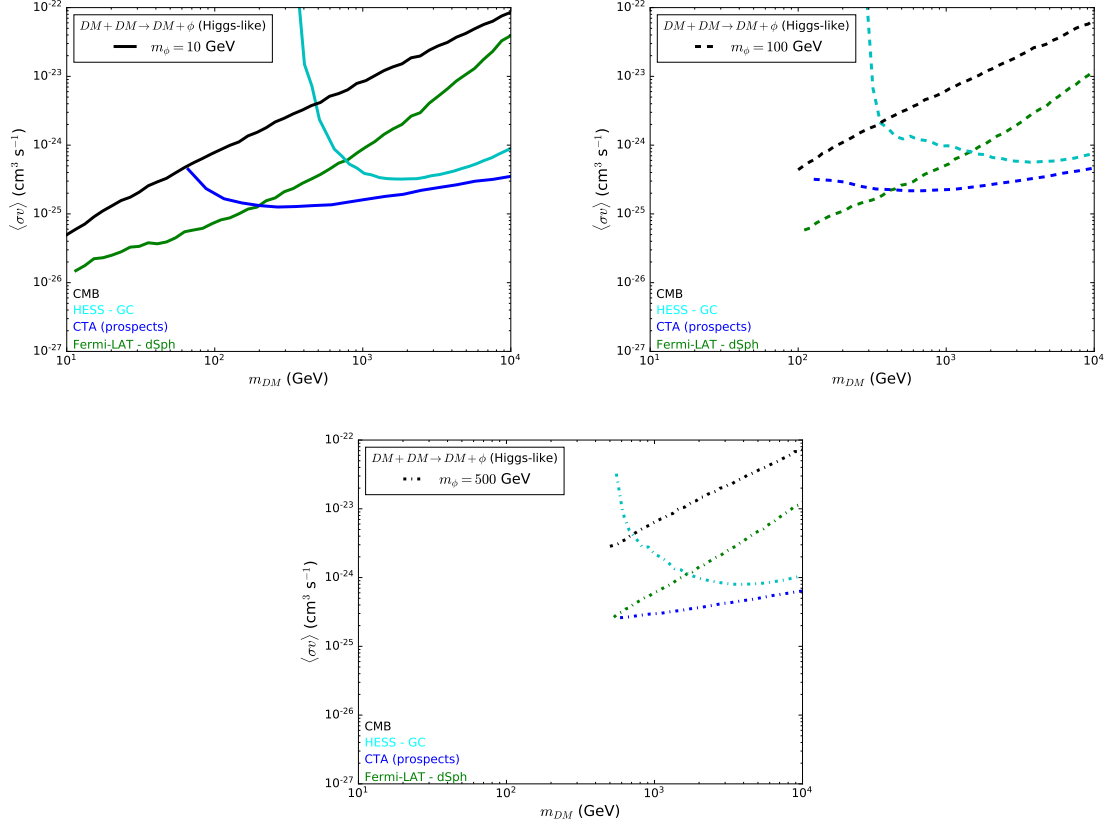 DM + DM → DM + ϕ (Higgs-like)
m_ϕ = 10 GeV
10^-22
10^-23
10^-24
10^-25
10^-26
10^-27
⟨σv⟩ (cm^3 s^-1)
CMB
HESS - GC
CTA (prospects)
Fermi-LAT - dSph
10^1 10^2 10^3 10^4
m_DM (GeV)
DM + DM → DM + ϕ (Higgs-like)
m_ϕ = 100 GeV
10^-22
10^-23
10^-24
10^-25
10^-26
10^-27
⟨σv⟩ (cm^3 s^-1)
CMB
HESS - GC
CTA (prospects)
Fermi-LAT - dSph
10^1 10^2 10^3 10^4
m_DM (GeV)
DM + DM → DM + ϕ (Higgs-like)
m_ϕ = 500 GeV
10^-22
10^-23
10^-24
10^-25
10^-26
10^-27
⟨σv⟩ (cm^3 s^-1)
CMB
HESS - GC
CTA (prospects)
Fermi-LAT - dSph
10^1 10^2 10^3 10^4
m_DM (GeV)